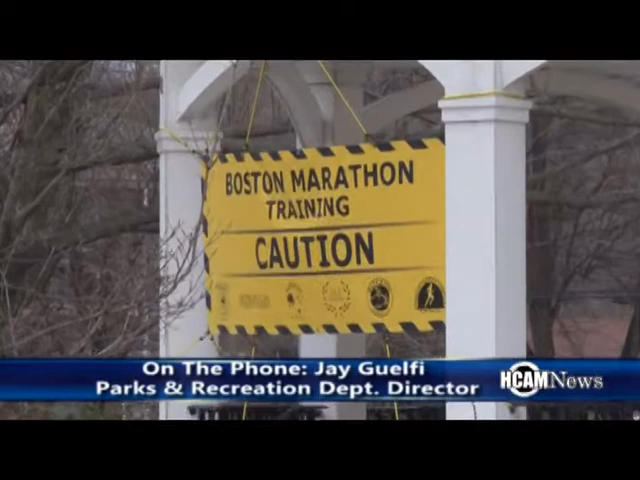 BOSTON MARATHON
TRAINING
CAUTION
On The Phone: Jay Guelfi
Parks & Recreation Dept. Director
HCAMNews